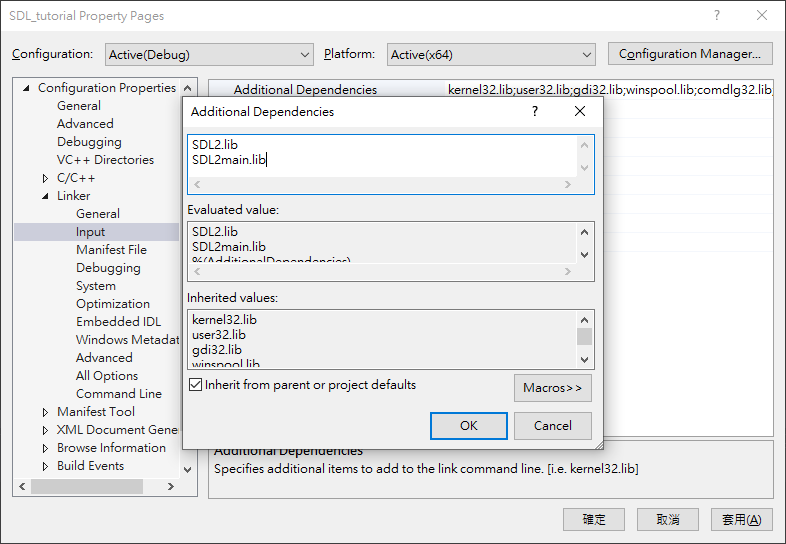 SDL_tutorial Property Pages
Configuration: Active(Debug) Platform: Active(x64) Configuration Manager...
Configuration Properties
General
Advanced
Debugging
VC++ Directories
C/C++
Linker
General
Input
Manifest File
Debugging
System
Optimization
Embedded IDL
Windows Metadat
Advanced
All Options
Command Line
Manifest Tool
XML Document Gene
Browse Information
Build Events
Additional Dependencies kernel32.lib;user32.lib;gdi32.lib;winspool.lib;comdlg32.lib;
Additional Dependencies
SDL2.lib
SDL2main.lib
Evaluated value:
SDL2.lib
SDL2main.lib
%(AdditionalDependencies)
Inherited values:
kernel32.lib
user32.lib
gdi32.lib
winspool.lib
Inherit from parent or project defaults
Macros>>
OK Cancel
Additional Dependencies
Specifies additional items to add to the link command line. [i.e. kernel32.lib]
確定 取消 套用(A)